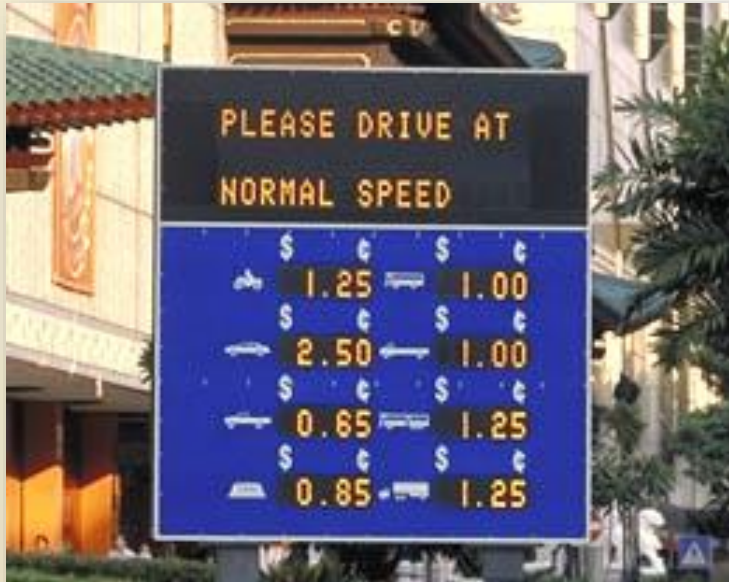 PLEASE DRIVE AT
NORMAL SPEED
$ ¢ $ ¢
1.25 1.00
$ ¢ $ ¢
2.50 1.00
$ ¢ $ ¢
0.65 1.25
$ ¢ $ ¢
0.85 1.25